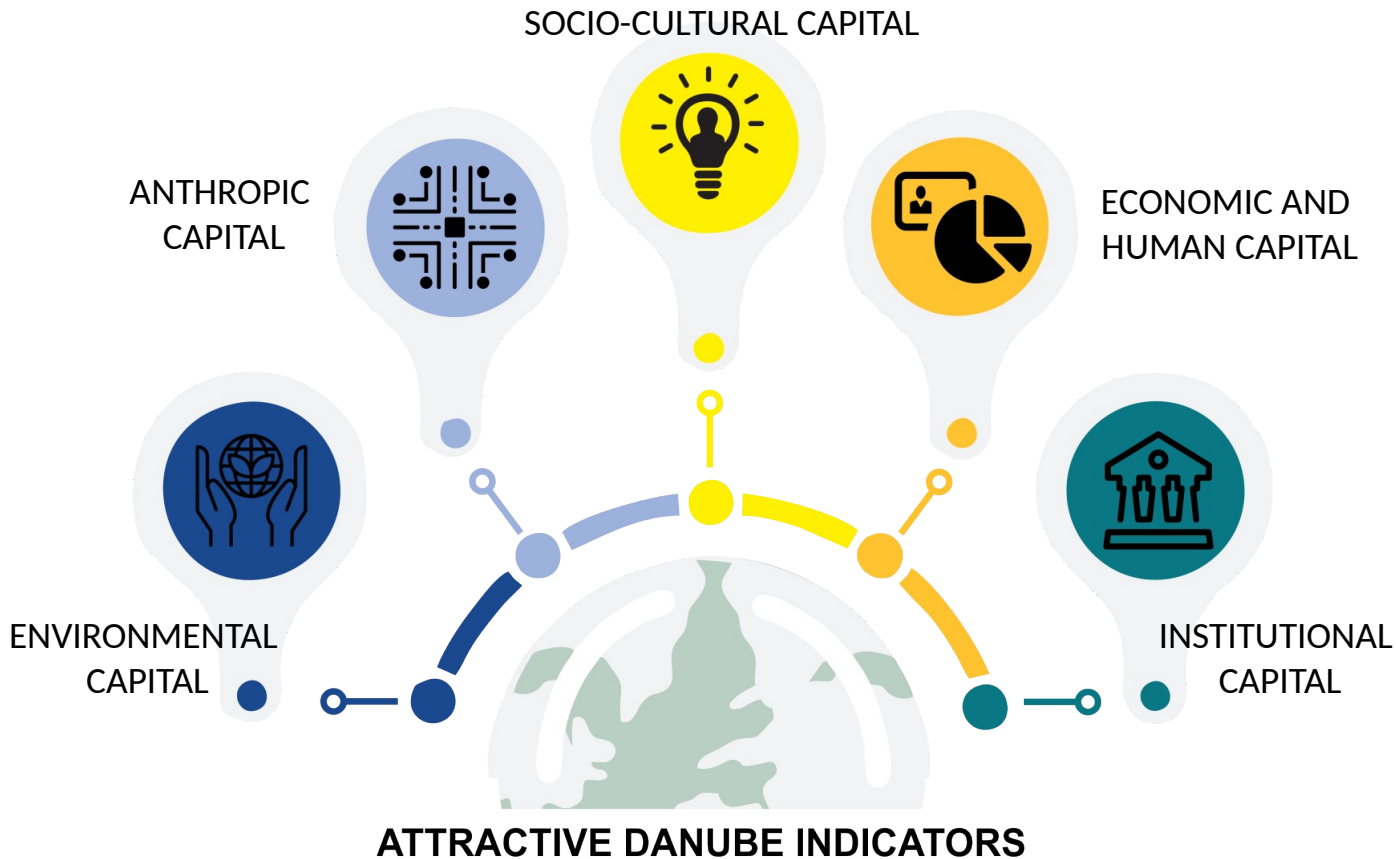 SOCIO-CULTURAL CAPITAL
ANTHROPIC
CAPITAL
ECONOMIC AND
HUMAN CAPITAL
ENVIRONMENTAL
CAPITAL
INSTITUTIONAL
CAPITAL
ATTRACTIVE DANUBE INDICATORS